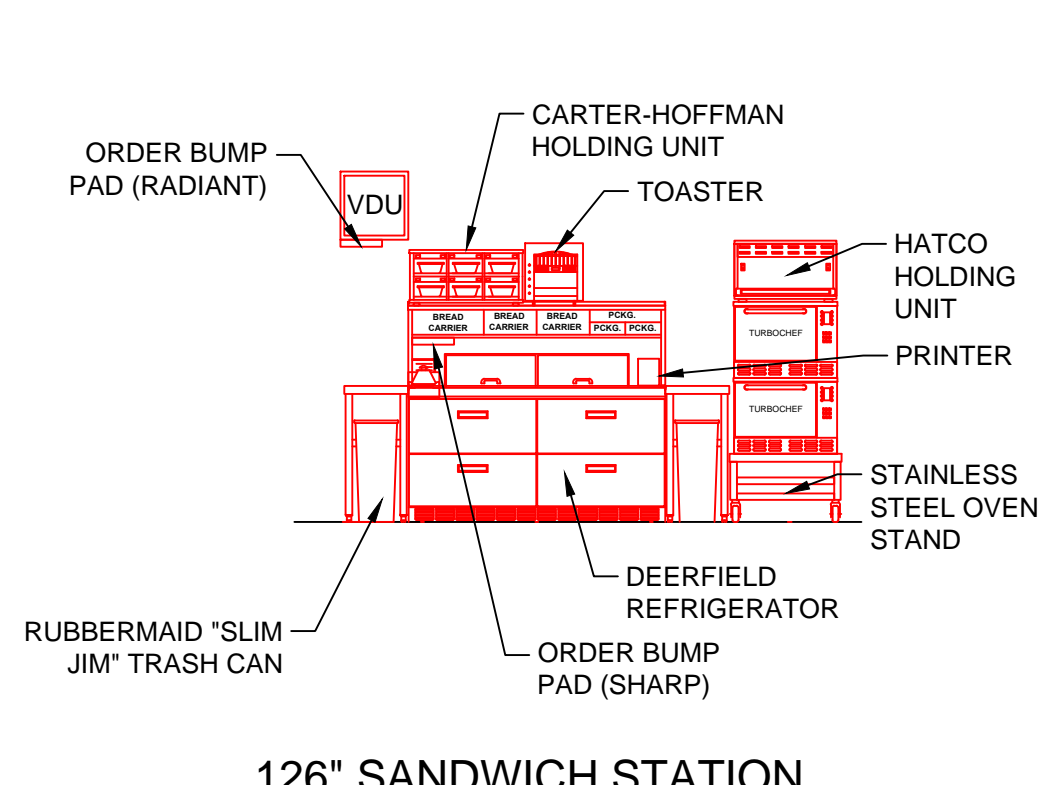 CARTER-HOFFMAN
HOLDING UNIT
ORDER BUMP
PAD (RADIANT)
TOASTER
VDU
HATCO
HOLDING
UNIT
BREAD
CARRIER
BREAD
CARRIER
BREAD
CARRIER
PCKG.
PCKG.
PCKG.
TURBOCHEF
PRINTER
TURBOCHEF
STAINLESS
STEEL OVEN
STAND
DEERFIELD
REFRIGERATOR
RUBBERMAID "SLIM
JIM" TRASH CAN
ORDER BUMP
PAD (SHARP)
126" SANDWICH STATION